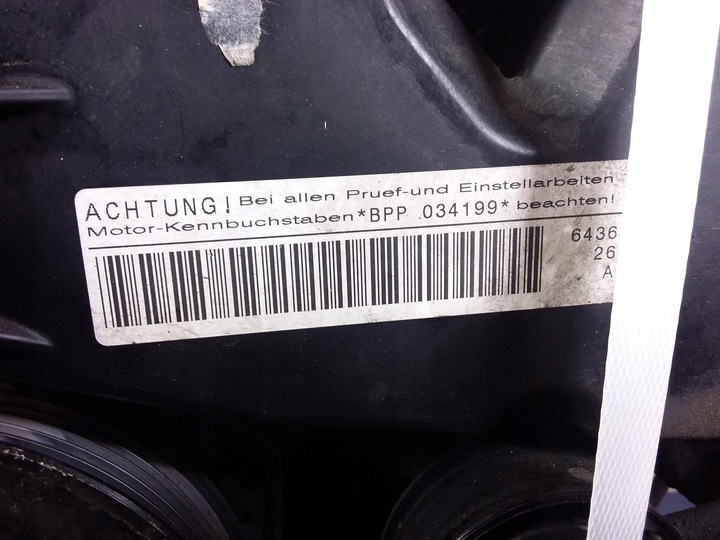 ACHTUNG! Bei allen Pruef-und Einstellarbeiten
Motor-Kennbuchstaben*BPP 034199* beachten!
6436
26
A